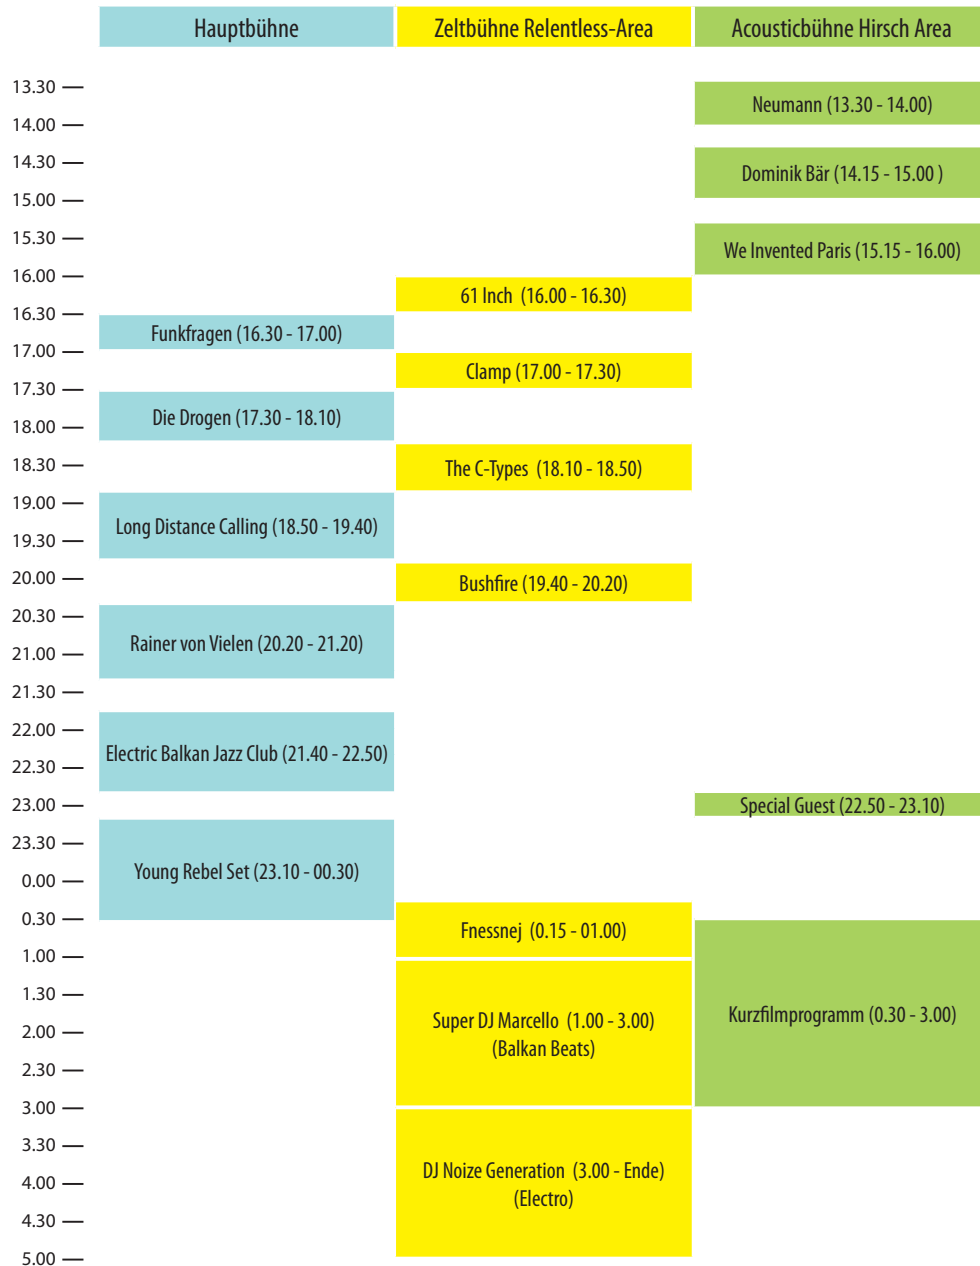 Hauptbühne
Zeltbühne Relentless-Area
Acousticbühne Hirsch Area
13.30
Neumann (13.30 - 14.00)
14.00
14.30
Dominik Bär (14.15 - 15.00 )
15.00
15.30
We Invented Paris (15.15 - 16.00)
16.00
61 Inch (16.00 - 16.30)
16.30
Funkfragen (16.30 - 17.00)
17.00
Clamp (17.00 - 17.30)
17.30
Die Drogen (17.30 - 18.10)
18.00
18.30
The C-Types (18.10 - 18.50)
19.00
Long Distance Calling (18.50 - 19.40)
19.30
20.00
Bushfire (19.40 - 20.20)
20.30
Rainer von Vielen (20.20 - 21.20)
21.00
21.30
22.00
Electric Balkan Jazz Club (21.40 - 22.50)
22.30
23.00
Special Guest (22.50 - 23.10)
23.30
Young Rebel Set (23.10 - 00.30)
0.00
0.30
Fnessnej (0.15 - 01.00)
1.00
1.30
Kurzfilmprogramm (0.30 - 3.00)
Super DJ Marcello (1.00 - 3.00)
(Balkan Beats)
2.00
2.30
3.00
3.30
DJ Noize Generation (3.00 - Ende)
(Electro)
4.00
4.30
5.00